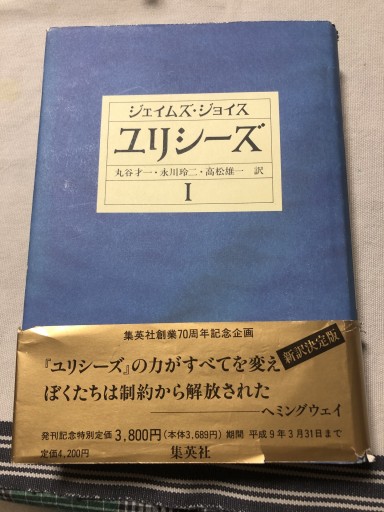 ジェイムズ・ジョイス
ユリシーズ
丸谷才一・永川玲二・高松雄一 訳
I
集英社創業70周年記念企画
『ユリシーズ』の力がすべてを変え
ぼくたちは制約から解放された
新訳決定版
——ヘミングウェイ
発刊記念特別定価 3,800円(本体3,689円) 期間 平成9年3月31日まで
定価4,200円
集英社